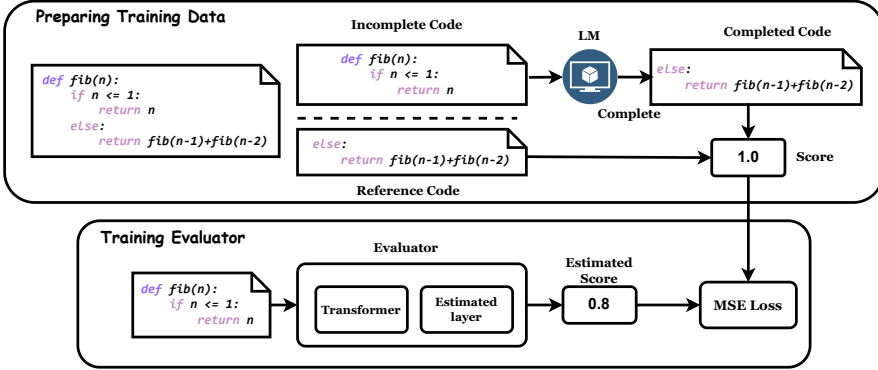 Preparing Training Data
def fib(n):
if n <= 1:
return n
else:
return fib(n-1)+fib(n-2)
Incomplete Code
def fib(n):
if n <= 1:
return n
LM
Complete
Completed Code
else:
return fib(n-1)+fib(n-2)
else:
return fib(n-1)+fib(n-2)
Reference Code
1.0
Score
Training Evaluator
def fib(n):
if n <= 1:
return n
Evaluator
Transformer
Estimated
layer
Estimated
Score
0.8
MSE Loss